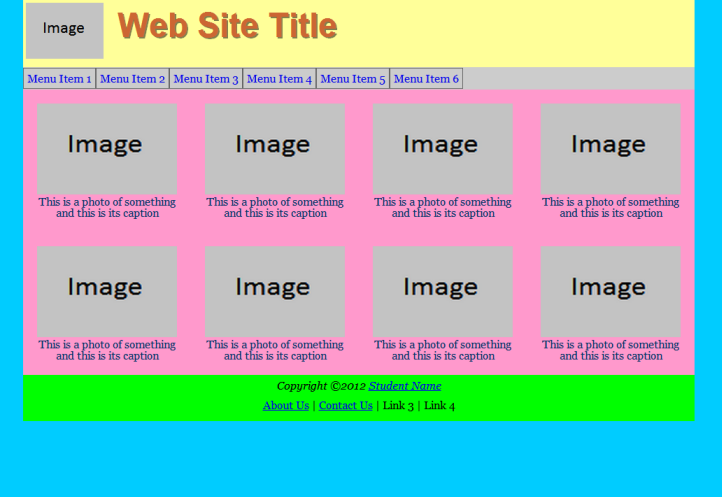 Image Web Site Title
Menu Item 1 Menu Item 2 Menu Item 3 Menu Item 4 Menu Item 5 Menu Item 6
Image Image Image Image
This is a photo of something This is a photo of something This is a photo of something This is a photo of something
and this is its caption and this is its caption and this is its caption and this is its caption
Image Image Image Image
This is a photo of something This is a photo of something This is a photo of something This is a photo of something
and this is its caption and this is its caption and this is its caption and this is its caption
Copyright ©2012 Student Name
About Us | Contact Us | Link 3 | Link 4